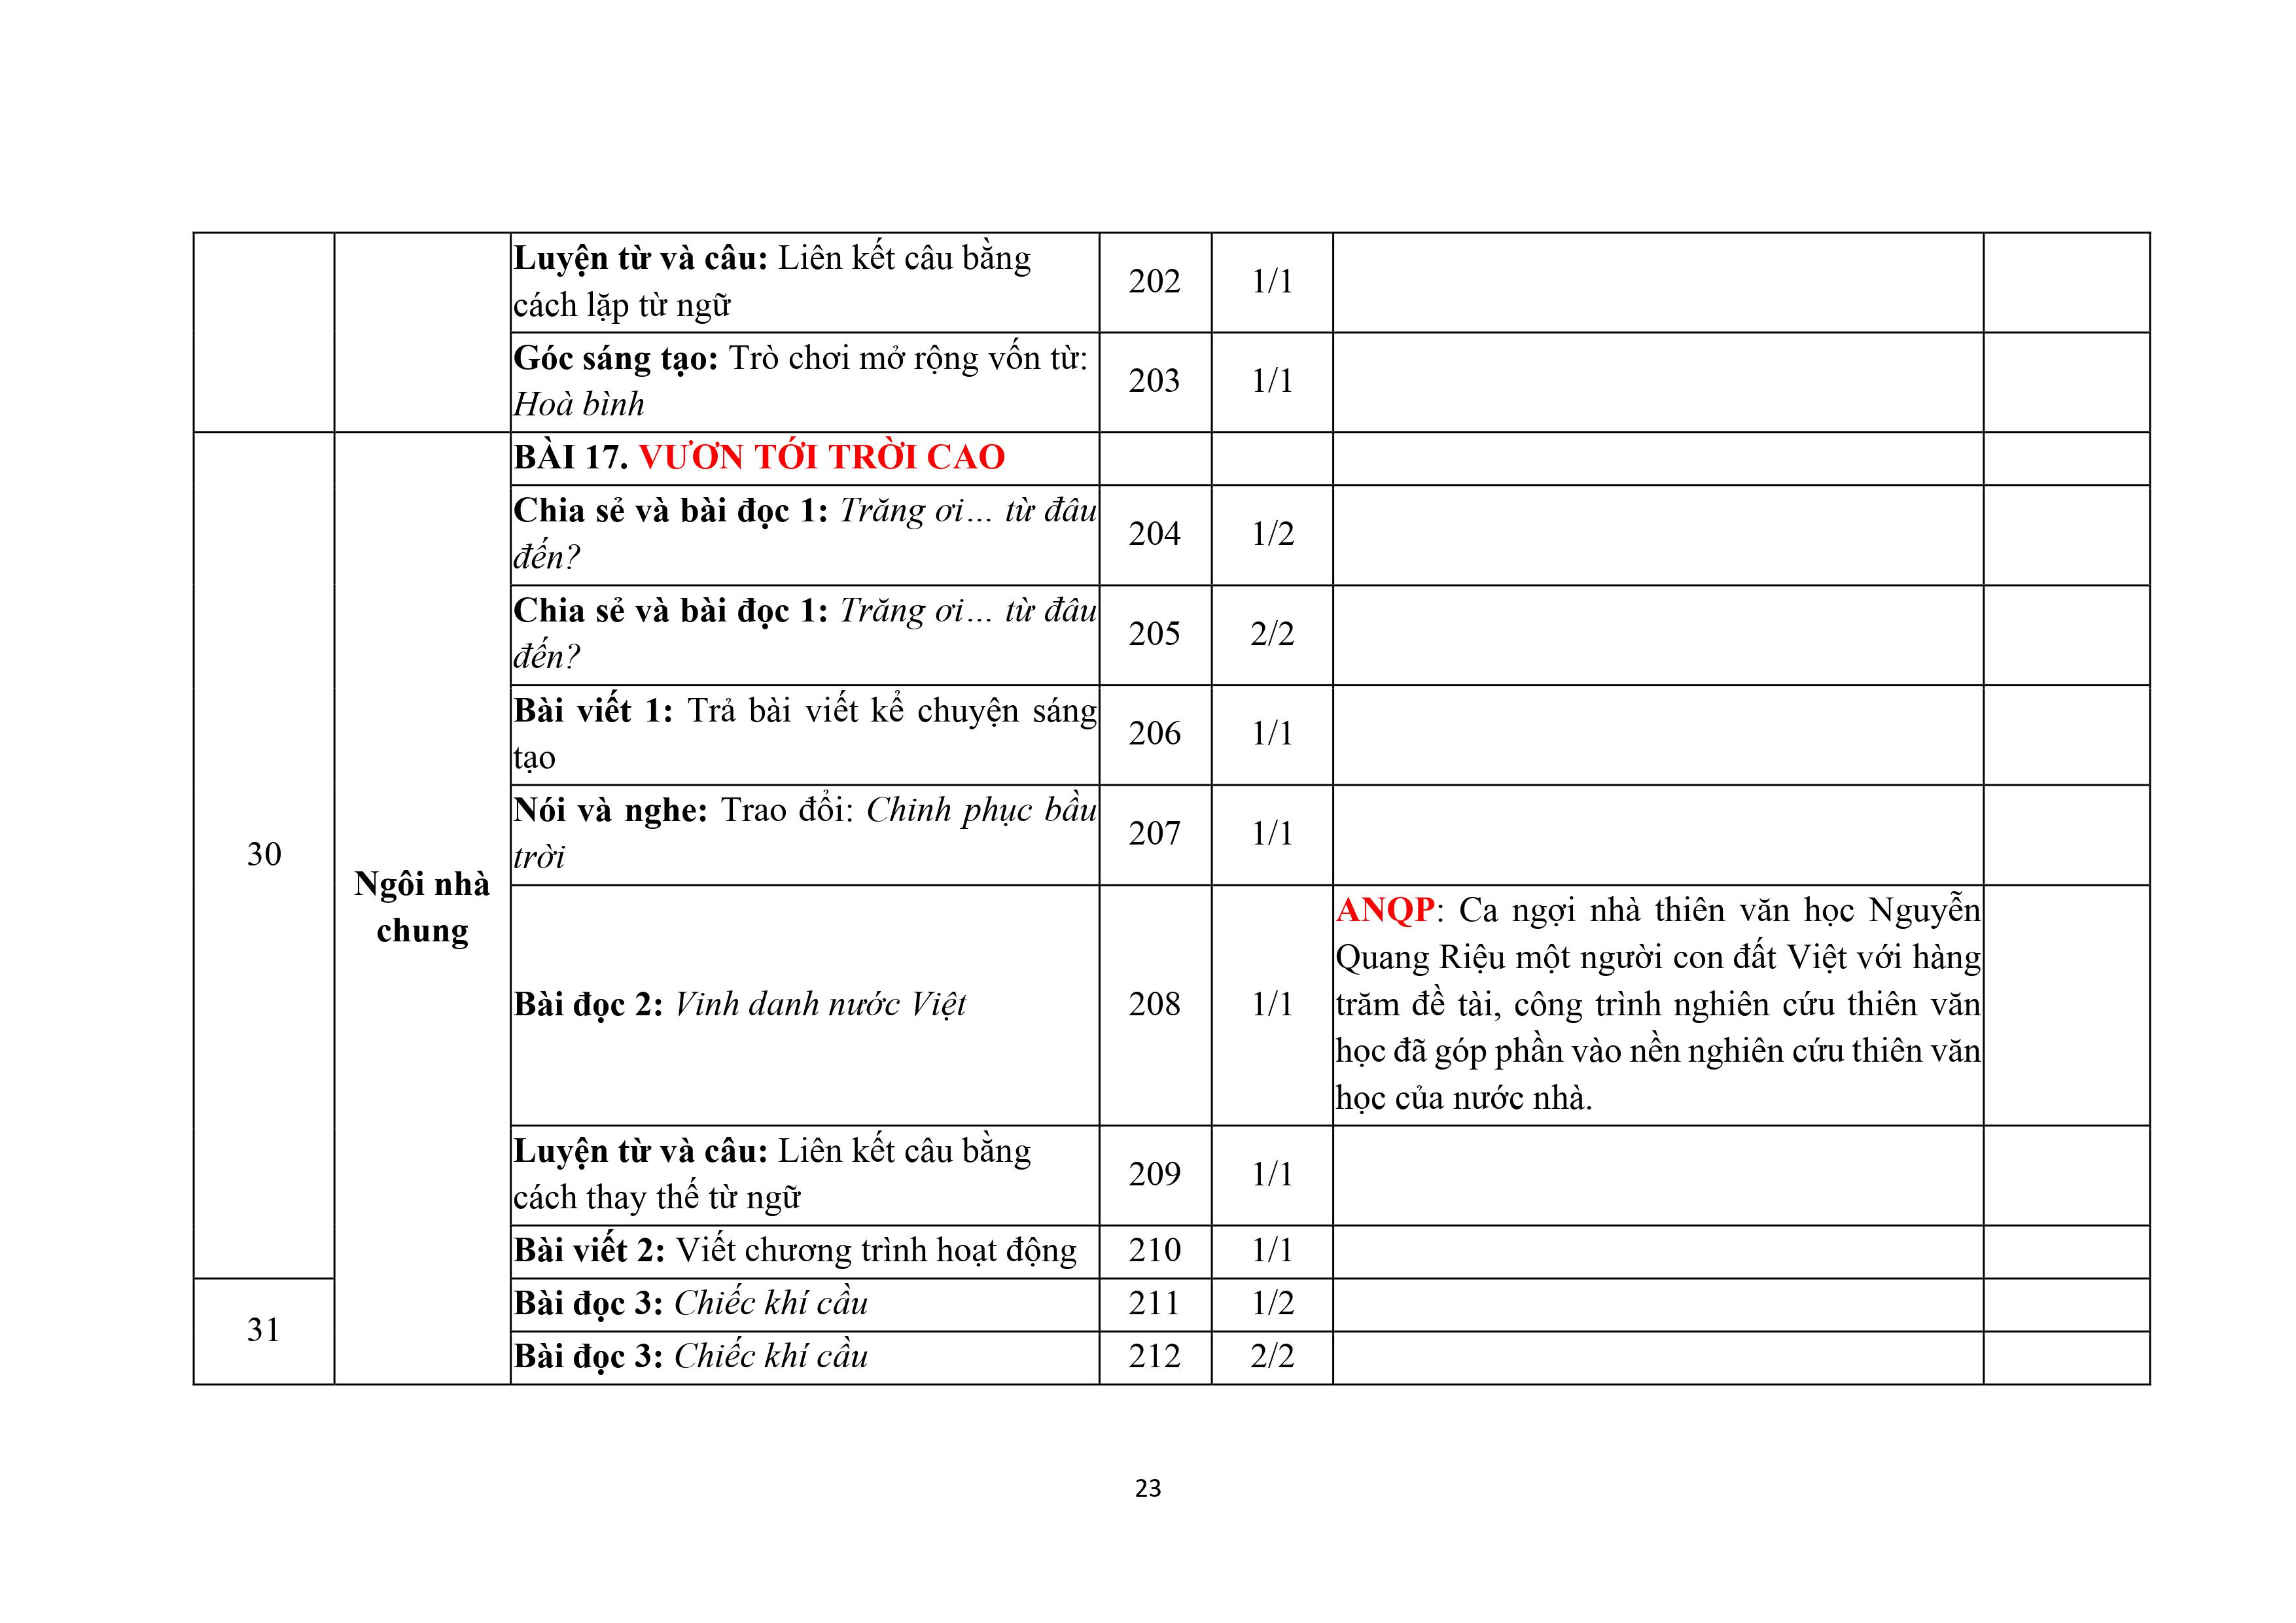 Luyện từ và câu: Liên kết câu bằng
cách lặp từ ngữ
202
1/1
Góc sáng tạo: Trò chơi mở rộng vốn từ:
Hoà bình
203
1/1
30
Ngôi nhà
chung
BÀI 17. VƯƠN TỚI TRỜI CAO
Chia sẻ và bài đọc 1: Trăng ơi… từ đâu
đến?
204
1/2
Chia sẻ và bài đọc 1: Trăng ơi… từ đâu
đến?
205
2/2
Bài viết 1: Trả bài viết kể chuyện sáng
tạo
206
1/1
Nói và nghe: Trao đổi: Chinh phục bầu
trời
207
1/1
Bài đọc 2: Vinh danh nước Việt
208
1/1
ANQP: Ca ngợi nhà thiên văn học Nguyễn
Quang Riệu một người con đất Việt với hàng
trăm đề tài, công trình nghiên cứu thiên văn
học đã góp phần vào nền nghiên cứu thiên văn
học của nước nhà.
Luyện từ và câu: Liên kết câu bằng
cách thay thế từ ngữ
209
1/1
Bài viết 2: Viết chương trình hoạt động
210
1/1
31
Bài đọc 3: Chiếc khí cầu
211
1/2
Bài đọc 3: Chiếc khí cầu
212
2/2
23